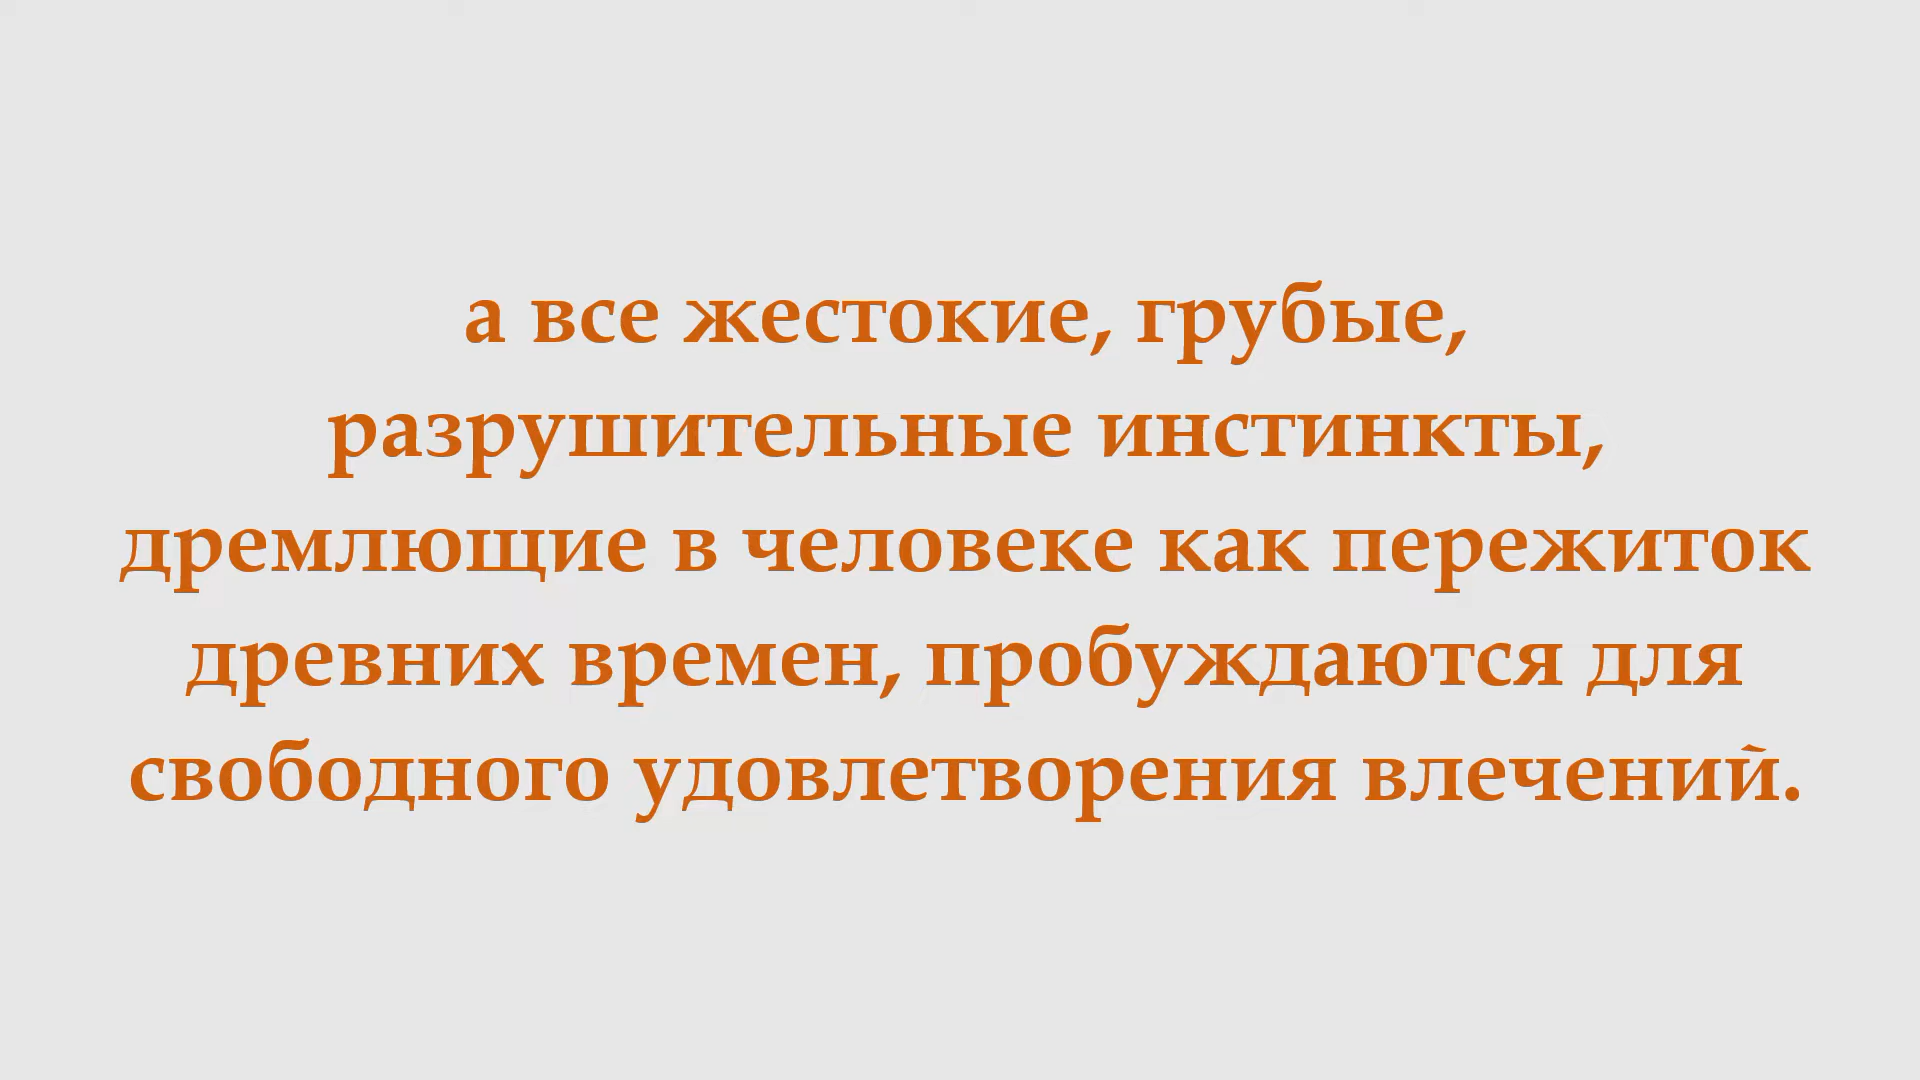 а все жестокие, грубые,
разрушительные инстинкты,
дремлющие в человеке как пережиток
древних времен, пробуждаются для
свободного удовлетворения влечений.